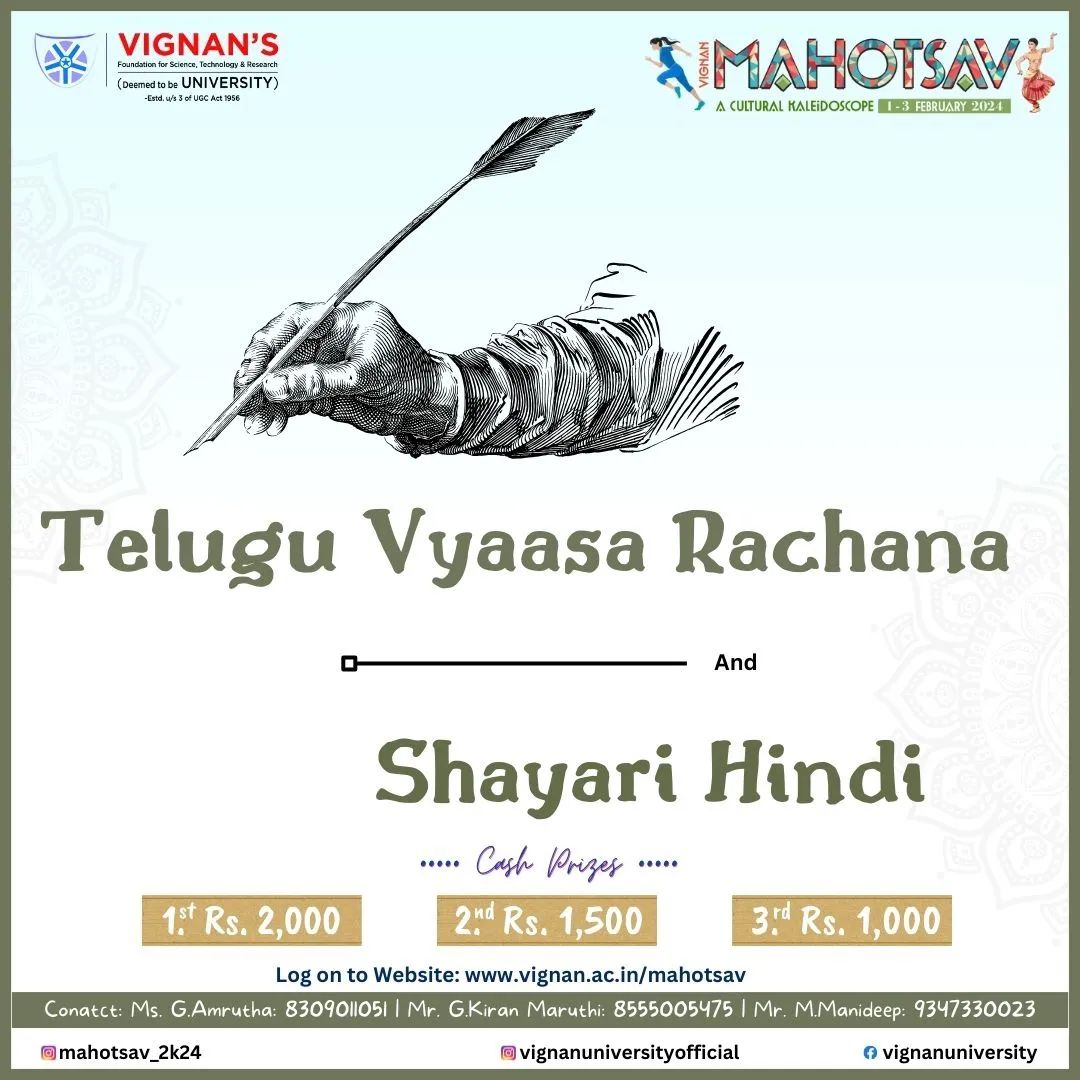 VIGNAN'S
Foundation for Science, Technology & Research
(Deemed to be UNIVERSITY)
-Estd. u/s 3 of UGC Act 1956
VIGNAN
MAHOTSAV
A CULTURAL KALEIDOSCOPE 1-3 FEBRUARY 2024
Telugu Vyaasa Rachana
And
Shayari Hindi
Cash Prizes
1.st Rs. 2,000
2.nd Rs. 1,500
3.rd Rs. 1,000
Log on to Website: www.vignan.ac.in/mahotsav
Conatct: Ms. G.Amrutha: 8309011051 | Mr. G.Kiran Maruthi: 8555005475 | Mr. M.Manideep: 9347330023
mahotsav_2k24
vignanuniversityofficial
vignanuniversity